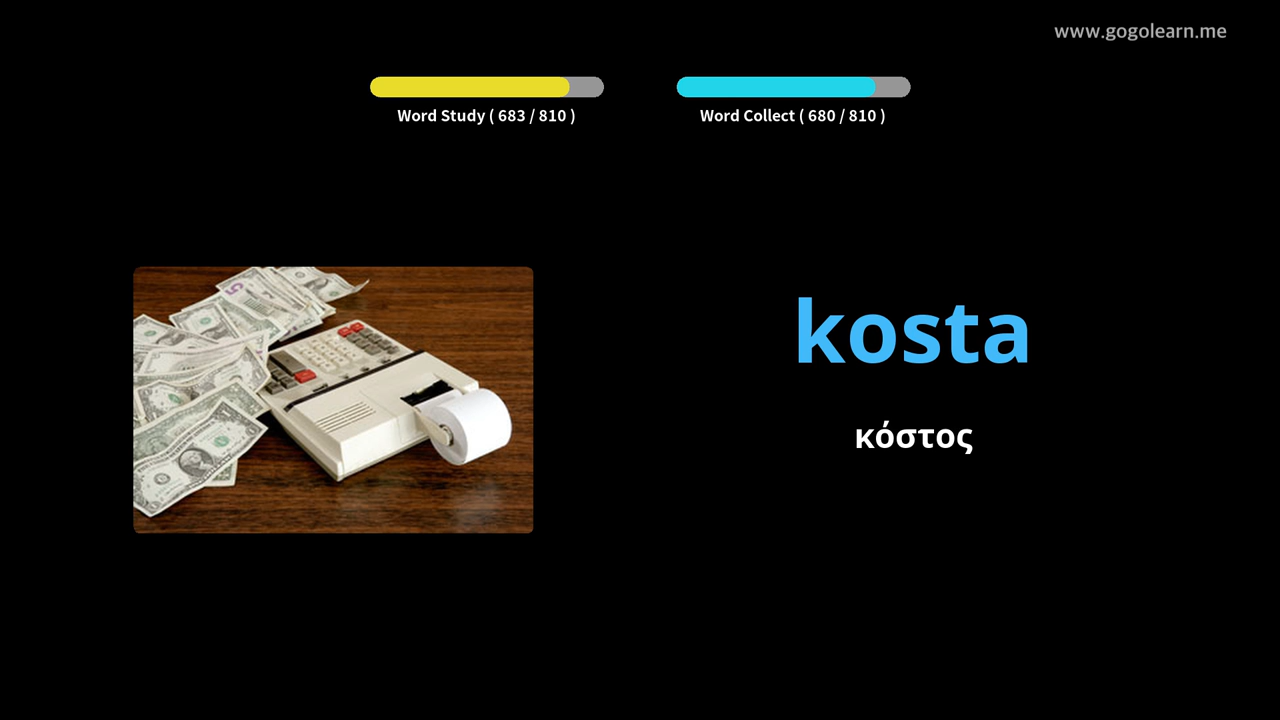 www.gogolearn.me
Word Study ( 683 / 810 )
Word Collect ( 680 / 810 )
kosta
κόστος